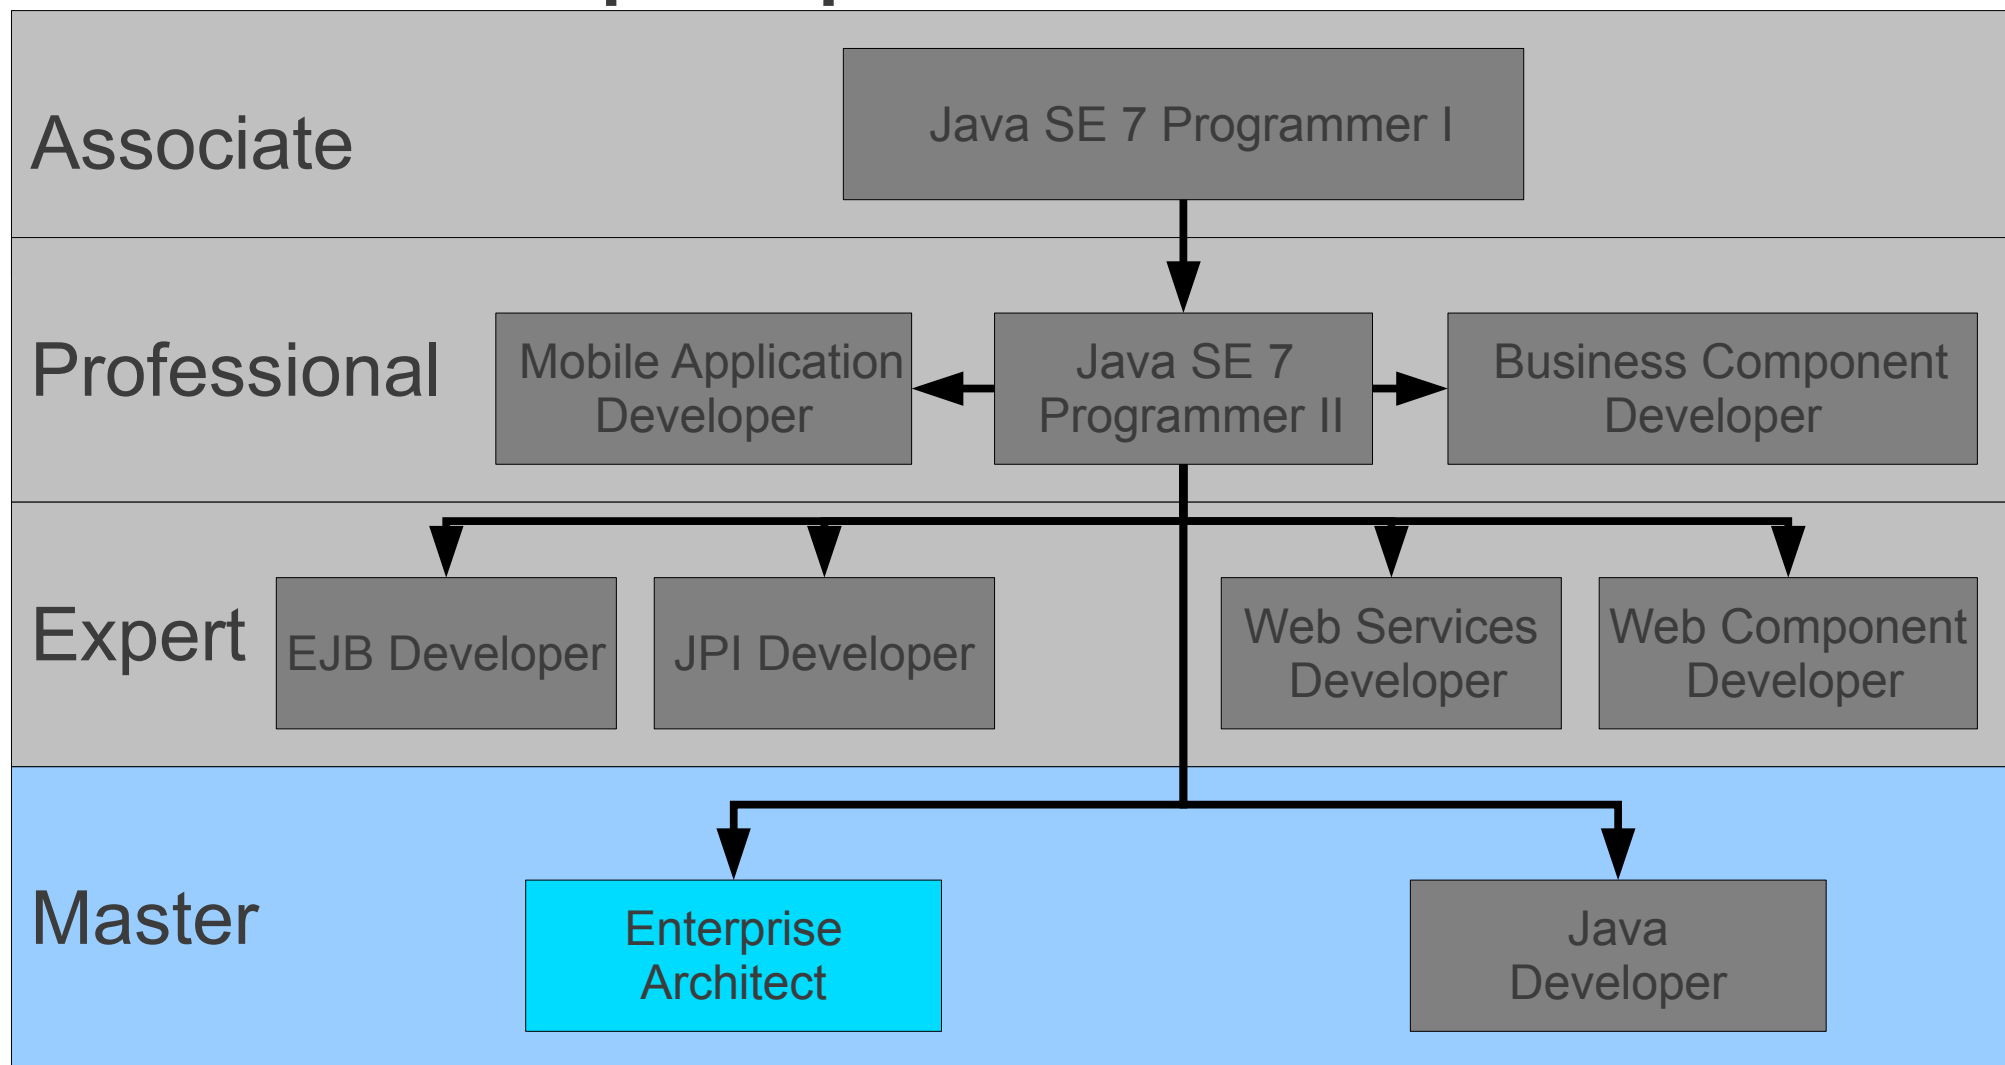 Associate
Java SE 7 Programmer I
Professional
Mobile Application
Developer
Java SE 7
Programmer II
Business Component
Developer
Expert
EJB Developer
JPI Developer
Web Services
Developer
Web Component
Developer
Master
Enterprise
Architect
Java
Developer